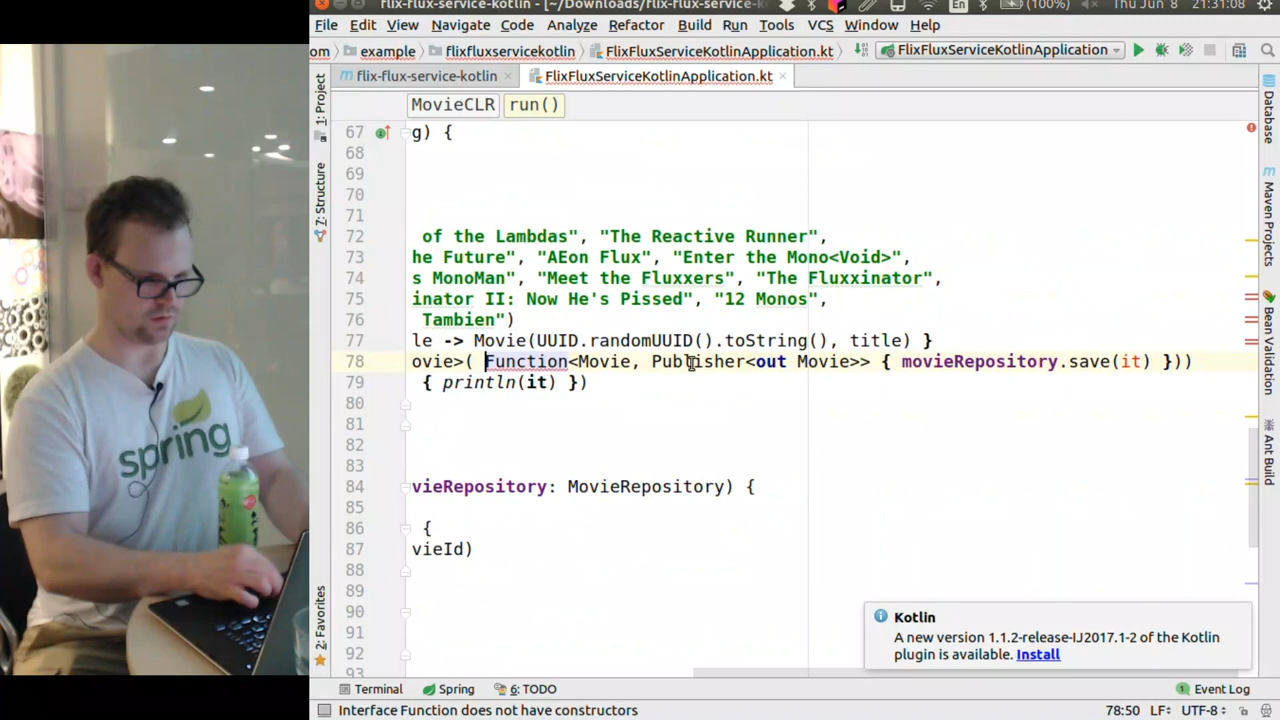 flix-flux-service-kotlin - [~/Downloads/flix-flux-service-k
En
(100%)
Thu Jun 8
21:31:08
File Edit View Navigate Code Analyze Refactor Build Run Tools VCS Window Help
om
example
flixfluxservicekotlin
FlixFluxServiceKotlinApplication.kt
FlixFluxServiceKotlinApplication
flix-flux-service-kotlin
FlixFluxServiceKotlinApplication.kt
MovieCLR
run()
67 g) {
68
69
70
71
72 of the Lambdas", "The Reactive Runner",
73 he Future", "AEon Flux", "Enter the Mono<Void>",
74 s MonoMan", "Meet the Fluxxers", "The Fluxxinator",
75 inator II: Now He's Pissed", "12 Monos",
76 Tambien")
77 le -> Movie(UUID.randomUUID().toString(), title) }
78 ovie>( Function<Movie, Publisher<out Movie>> { movieRepository.save(it) }))
79 { println(it) })
80
81
82
83
84 vieRepository: MovieRepository) {
85
86 {
87 vieId)
88
89
90
91
92
93
1: Project
7: Structure
2: Favorites
Database
Maven Projects
Bean Validation
Ant Build
Kotlin
A new version 1.1.2-release-IJ2017.1-2 of the Kotlin
plugin is available. Install
Terminal
Spring
6: TODO
1 Event Log
Interface Function does not have constructors
78:50 LF÷ UTF-8÷
spring